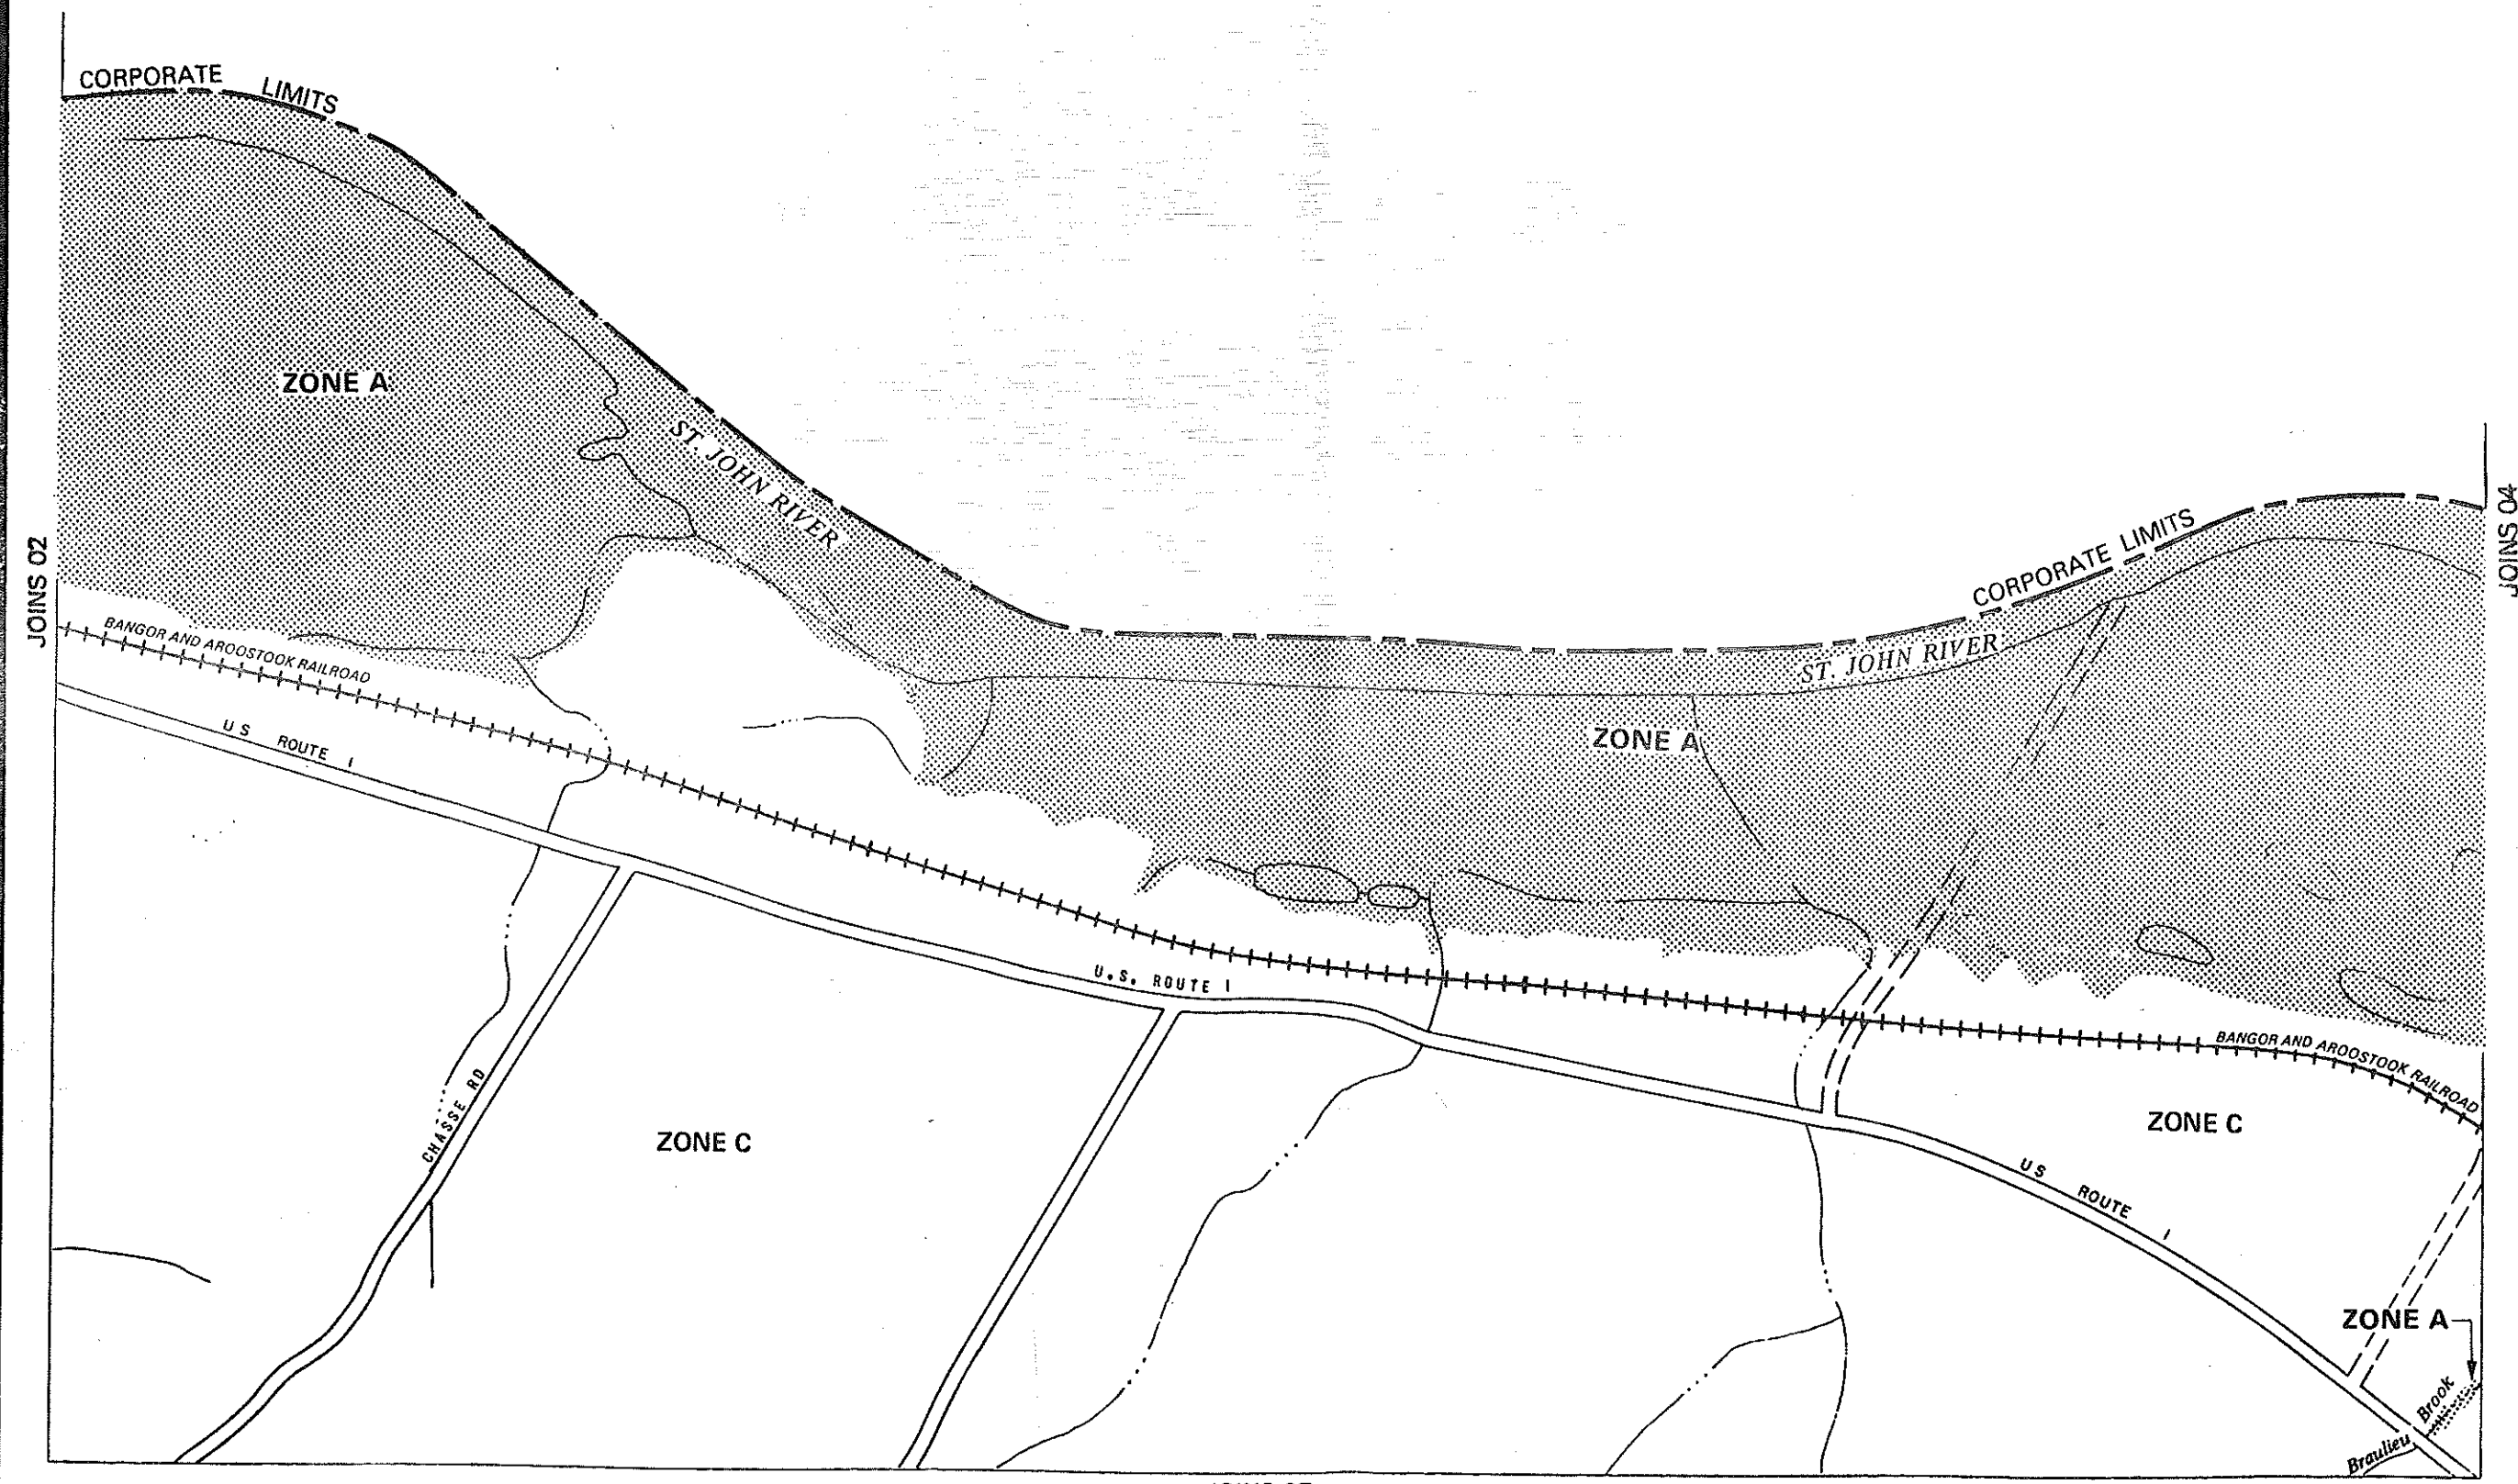 CORPORATE LIMITS
ZONE A
ST. JOHN RIVER
CORPORATE LIMITS
JOINS 04
JOINS 02
BANGOR AND AROOSTOOK RAILROAD
ST. JOHN RIVER
U S ROUTE 1
ZONE A
U.S. ROUTE 1
BANGOR AND AROOSTOOK RAILROAD
CHASSE RD
ZONE C
ZONE C
U S ROUTE 1
ZONE A
Braulieu Brook